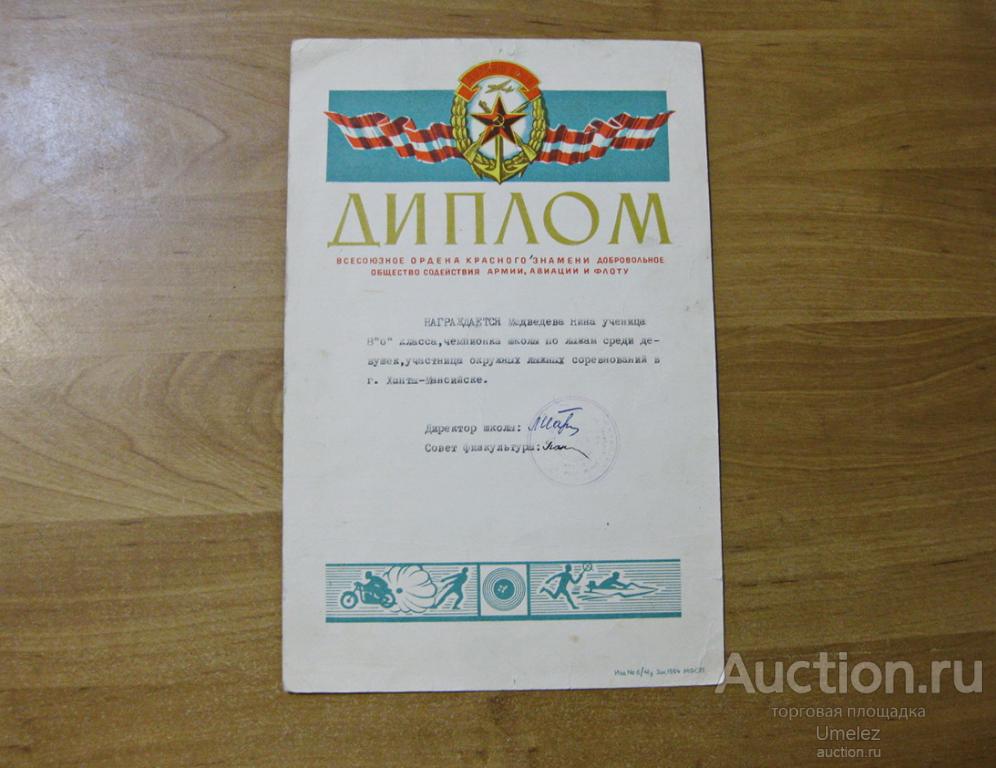 ДИПЛОМ
ВСЕСОЮЗНОЕ ОРДЕНА КРАСНОГО ЗНАМЕНИ ДОБРОВОЛЬНОЕ
ОБЩЕСТВО СОДЕЙСТВИЯ АРМИИ, АВИАЦИИ И ФЛОТУ
НАГРАЖДАЕТСЯ Медведева Нина ученица
8"б" класса, чемпионка школы по лыжам среди де-
вушек, участница окружных лыжных соревнований в
г. Ханты-Мансийске.
Директор школы:
Совет физкультуры:
Auction.ru
торговая площадка
Umelez
auction.ru